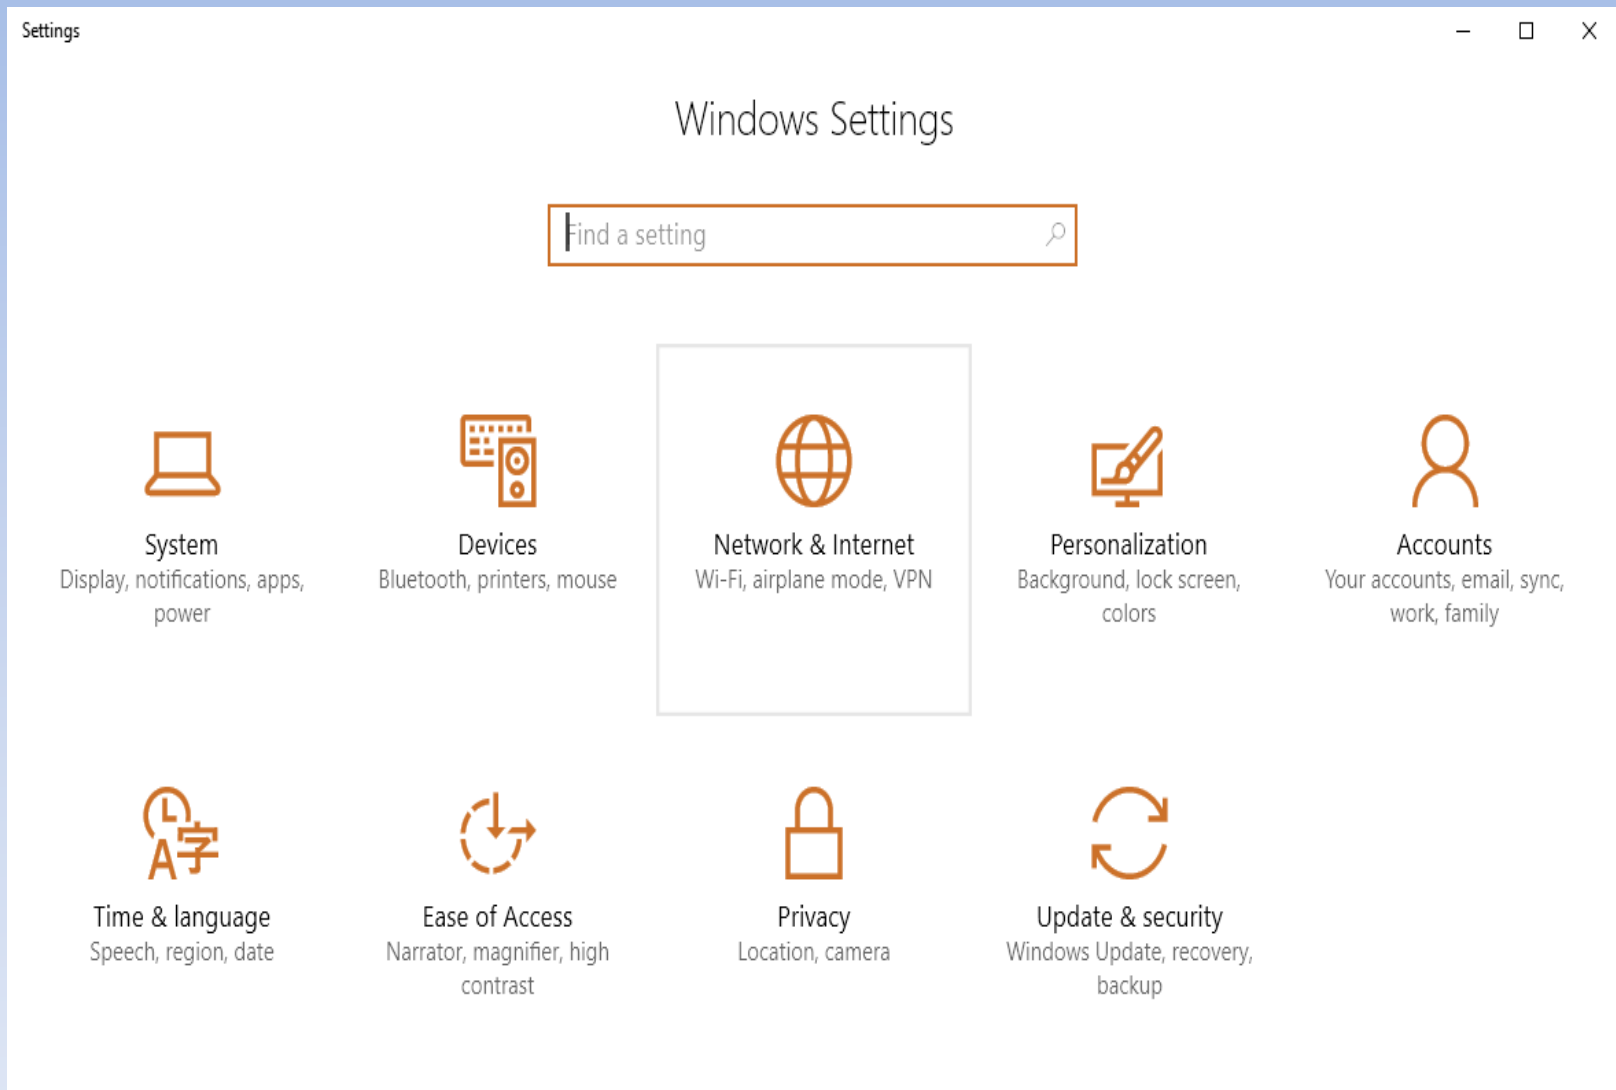 Settings
Windows Settings
Find a setting
System
Display, notifications, apps,
power
Devices
Bluetooth, printers, mouse
Network & Internet
Wi-Fi, airplane mode, VPN
Personalization
Background, lock screen,
colors
Accounts
Your accounts, email, sync,
work, family
A字
Time & language
Speech, region, date
Ease of Access
Narrator, magnifier, high
contrast
Privacy
Location, camera
Update & security
Windows Update, recovery,
backup